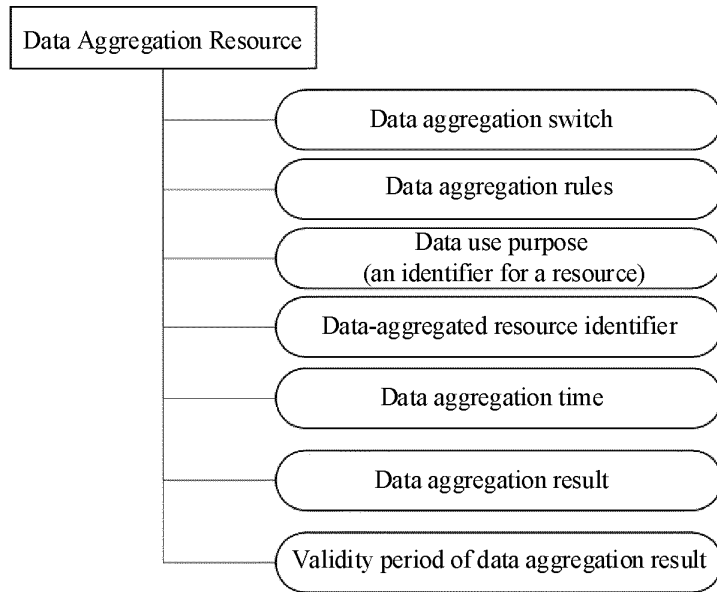 Data Aggregation Resource
Data aggregation switch
Data aggregation rules
Data use purpose
(an identifier for a resource)
Data-aggregated resource identifier
Data aggregation time
Data aggregation result
Validity period of data aggregation result